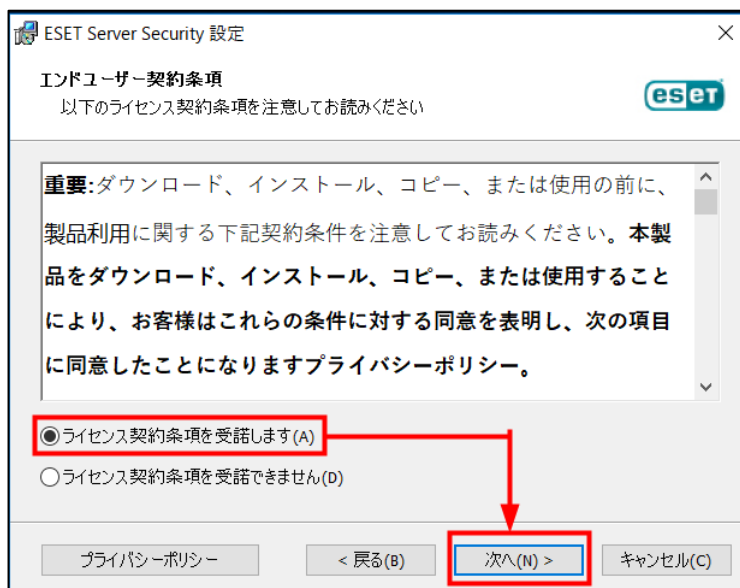 ESET Server Security 設定
エンドユーザー契約条項
以下のライセンス契約条項を注意してお読みください
eset
重要:ダウンロード、インストール、コピー、または使用の前に、
製品利用に関する下記契約条件を注意してお読みください。本製
品をダウンロード、インストール、コピー、または使用すること
により、お客様はこれらの条件に対する同意を表明し、次の項目
に同意したことになりますプライバシーポリシー。
ライセンス契約条項を受諾します(A)
ライセンス契約条項を受諾できません(D)
プライバシーポリシー
< 戻る(B)
次へ(N) >
キャンセル(C)